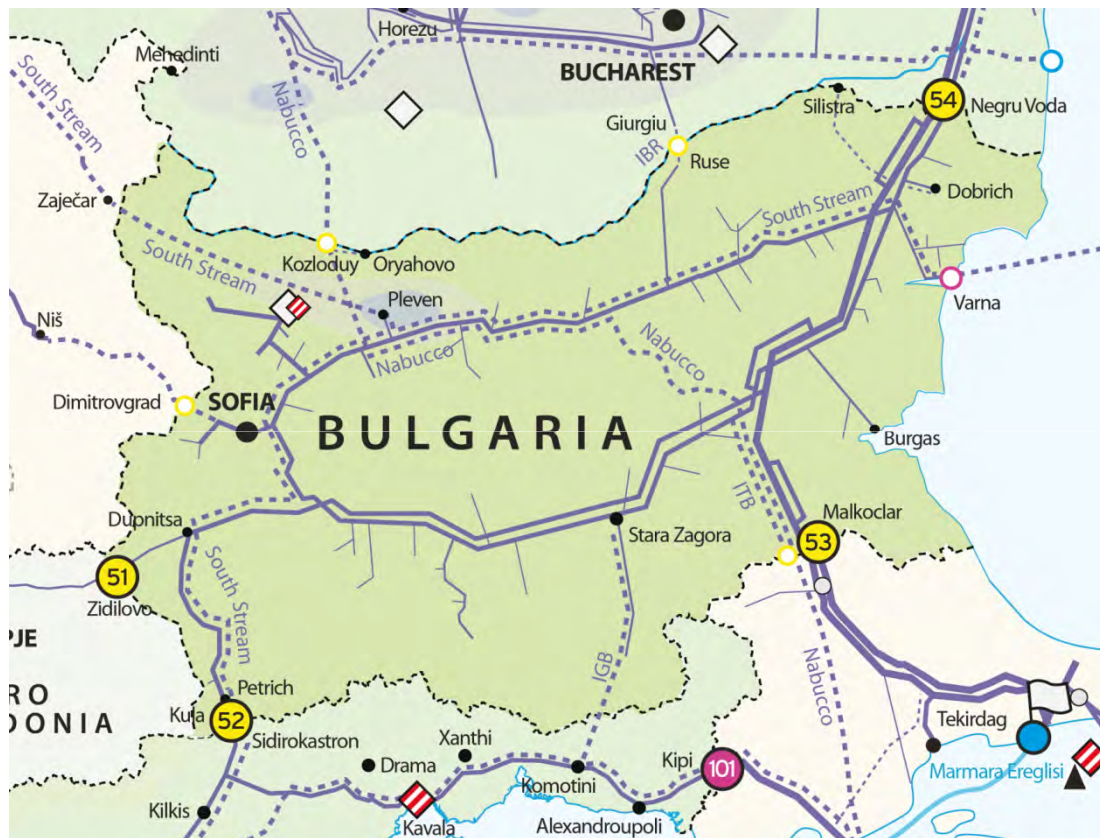 Horezu
Mehedinti
BUCHAREST
South Stream
Nabucco
Silistra
54
Negru Voda
Giurgiu
IBR
Ruse
Zaječar
Dobrich
South Stream
South Stream
Kozloduy
Oryahovo
Varna
Pleven
Niš
Nabucco
Nabucco
Dimitrovgrad
SOFIA
BULGARIA
Burgas
ITB
Dupnitsa
Stara Zagora
Malkoclar
53
51
Zidilovo
South Stream
PJE
IGB
Nabucco
RO
DONIA
Petrich
Kula
52
Sidirokastron
Xanthi
Drama
Kipi
101
Tekirdag
Komotini
Marmara Ereglisi
Kilkis
Kavala
Alexandroupoli